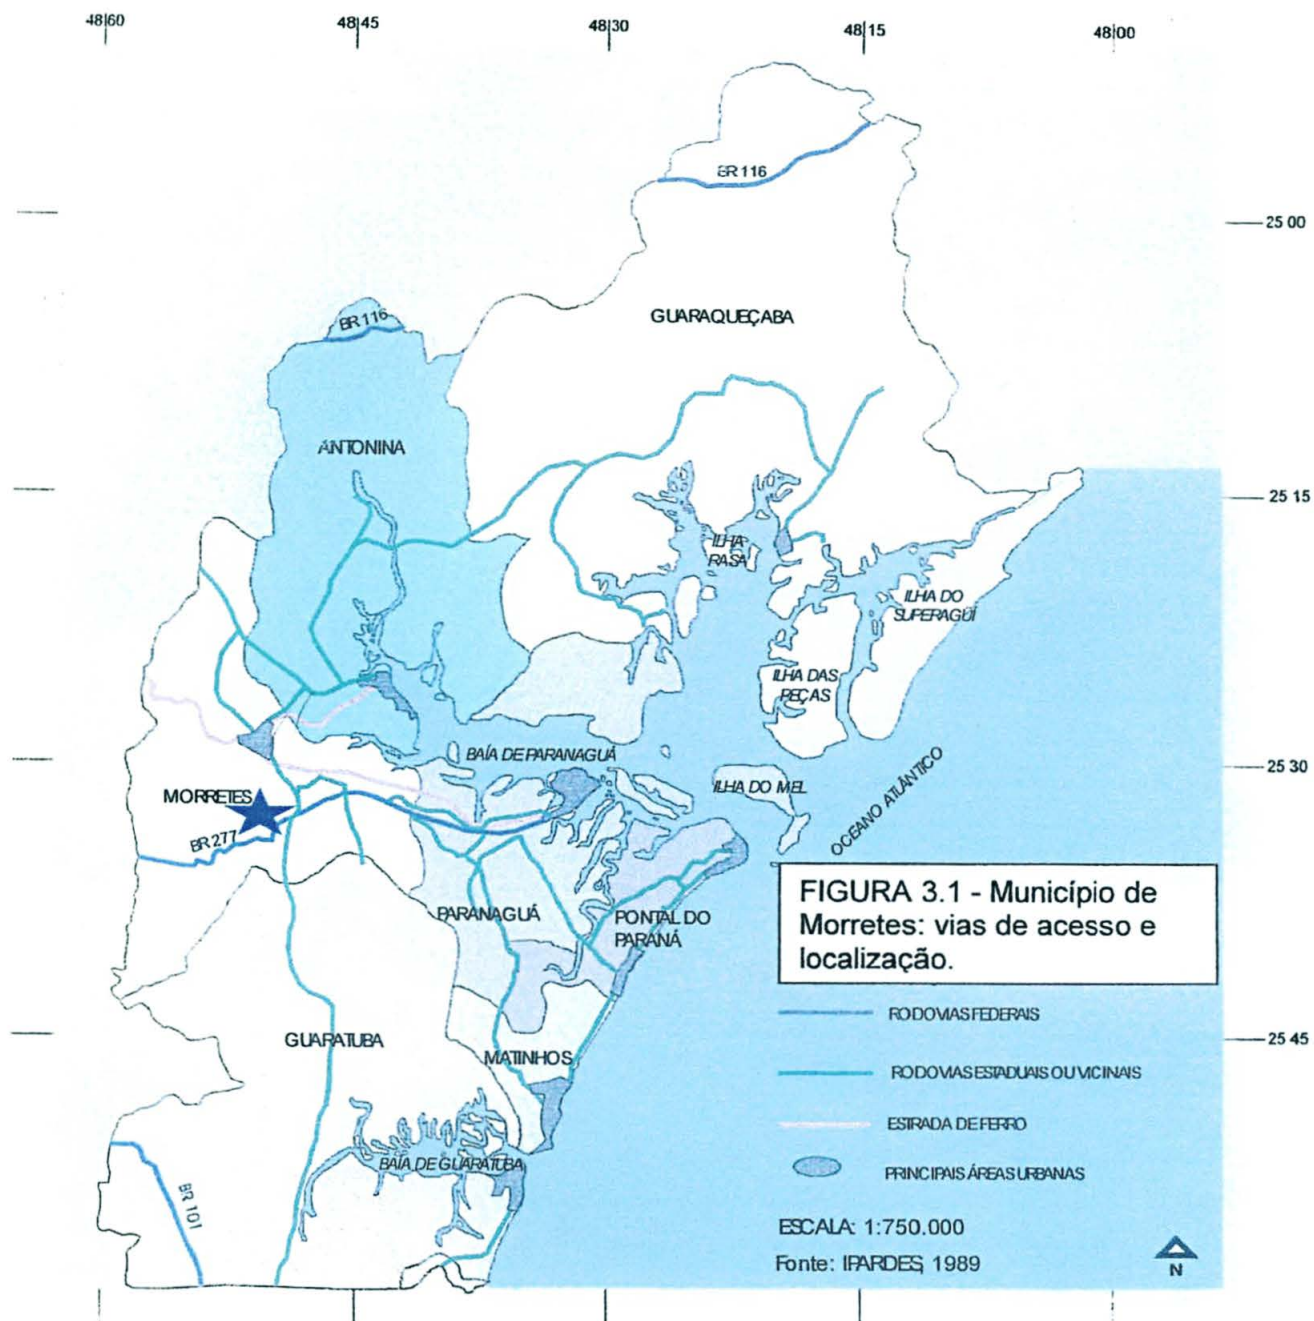 48|60
48|45
48|30
48|15
48|00
BR 116
25 00
GUARAQUEÇABA
BR 116
ANTONINA
25 15
ILHA
RASA
ILHA DO
SUPERAGUÍ
ILHA DAS
PEÇAS
BAÍA DE PARANAGUÁ
25 30
ILHA DO MEL
MORRETES
OCEANO ATLÂNTICO
BR 277
FIGURA 3.1 - Município de
Morretes: vias de acesso e
localização.
PARANAGUÁ
PONTAL DO
PARANÁ
RODOVIAS FEDERAIS
GUARATUBA
25 45
MATINHOS
RODOVIAS ESTADUAIS OU VICINAIS
ESTRADA DE FERRO
BAÍA DE GUARATUBA
PRINCIPAIS ÁREAS URBANAS
BR 101
ESCALA: 1:750.000
Fonte: IPARDES, 1989
N